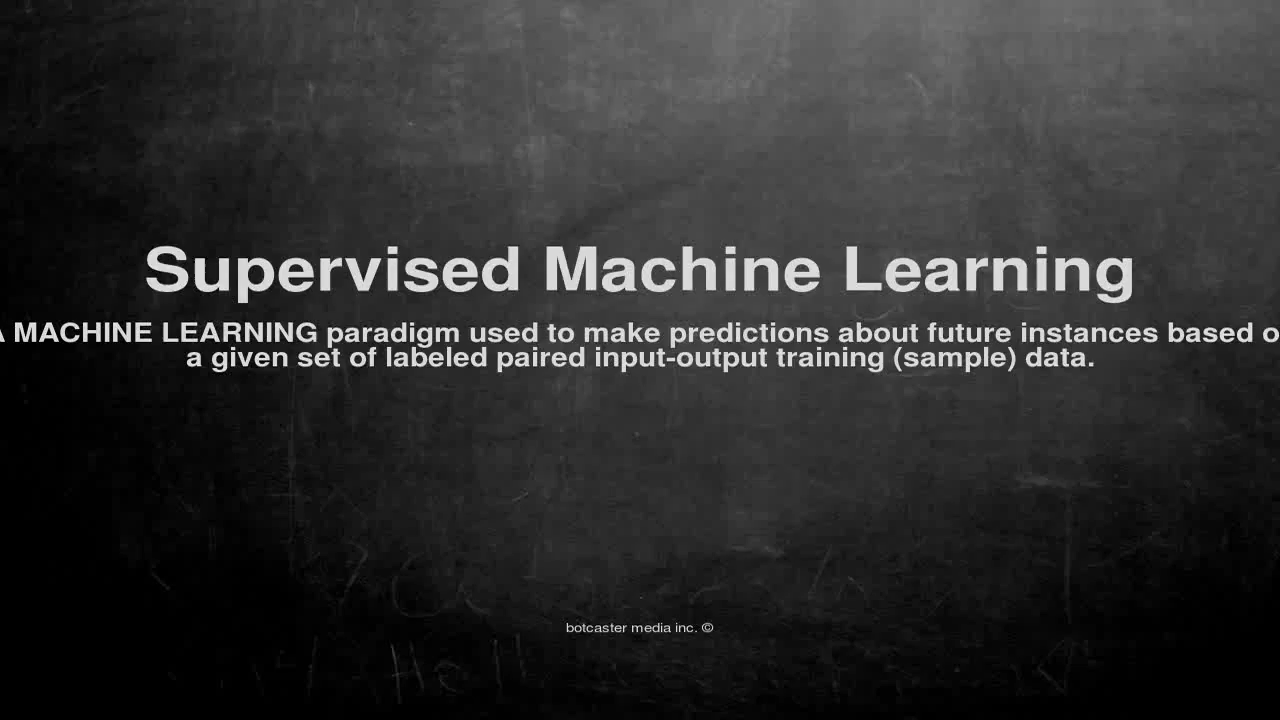 Supervised Machine Learning
A MACHINE LEARNING paradigm used to make predictions about future instances based o
a given set of labeled paired input-output training (sample) data.
botcaster media inc. ©